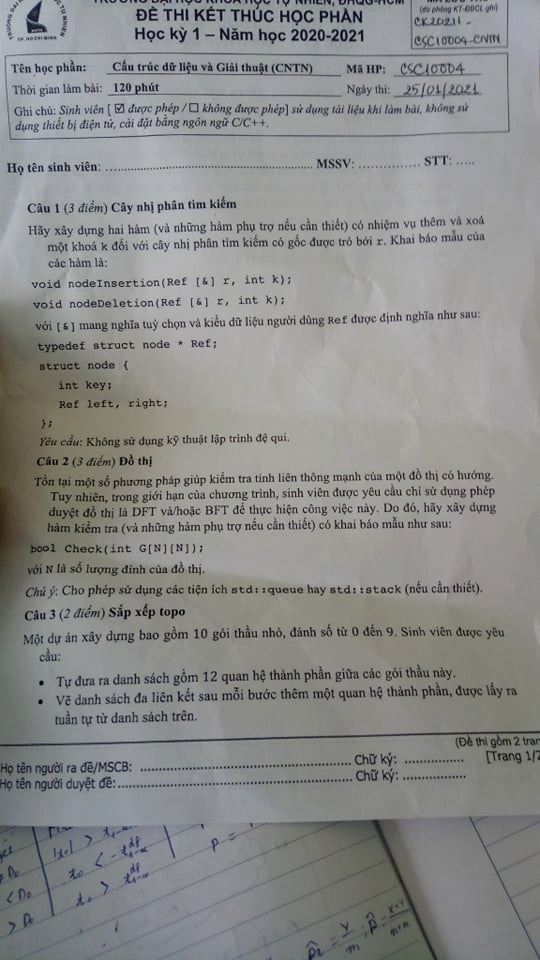 TRƯỜNG ĐẠI HỌC KHOA HỌC TỰ NHIÊN, ĐHQG-HCM
ĐỀ THI KẾT THÚC HỌC PHẦN
Học kỳ 1 – Năm học 2020-2021
(do phòng KT-ĐBCL ghi)
CK20211-
CSC10004-CNTN
TP. HỒ CHÍ MINH
Tên học phần: Cấu trúc dữ liệu và Giải thuật (CNTN) Mã HP: CSC10004
Thời gian làm bài: 120 phút Ngày thi: 25/01/2021
Ghi chú: Sinh viên [ ☑ được phép / ☐ không được phép] sử dụng tài liệu khi làm bài, không sử
dụng thiết bị điện tử, cài đặt bằng ngôn ngữ C/C++.
Họ tên sinh viên: ........................................................... MSSV: .............. STT: .....
Câu 1 (3 điểm) Cây nhị phân tìm kiếm
Hãy xây dựng hai hàm (và những hàm phụ trợ nếu cần thiết) có nhiệm vụ thêm và xoá
một khoá k đối với cây nhị phân tìm kiếm có gốc được trỏ bởi r. Khai báo mẫu của
các hàm là:
void nodeInsertion(Ref [&] r, int k);
void nodeDeletion(Ref [&] r, int k);
với [&] mang nghĩa tuỳ chọn và kiểu dữ liệu người dùng Ref được định nghĩa như sau:
typedef struct node * Ref;
struct node {
int key;
Ref left, right;
};
Yêu cầu: Không sử dụng kỹ thuật lập trình đệ qui.
Câu 2 (3 điểm) Đồ thị
Tồn tại một số phương pháp giúp kiểm tra tính liên thông mạnh của một đồ thị có hướng.
Tuy nhiên, trong giới hạn của chương trình, sinh viên được yêu cầu chỉ sử dụng phép
duyệt đồ thị là DFT và/hoặc BFT để thực hiện công việc này. Do đó, hãy xây dựng
hàm kiểm tra (và những hàm phụ trợ nếu cần thiết) có khai báo mẫu như sau:
bool Check(int G[N][N]);
với N là số lượng đỉnh của đồ thị.
Chú ý: Cho phép sử dụng các tiện ích std::queue hay std::stack (nếu cần thiết).
Câu 3 (2 điểm) Sắp xếp topo
Một dự án xây dựng bao gồm 10 gói thầu nhỏ, đánh số từ 0 đến 9. Sinh viên được yêu
cầu:
• Tự đưa ra danh sách gồm 12 quan hệ thành phần giữa các gói thầu này.
• Vẽ danh sách đa liên kết sau mỗi bước thêm một quan hệ thành phần, được lấy ra
tuần tự từ danh sách trên.
(Đề thi gồm 2 tran
Họ tên người ra đề/MSCB: ................................................ Chữ ký: ................ [Trang 1/2
Họ tên người duyệt đề: .................................................... Chữ ký: ................